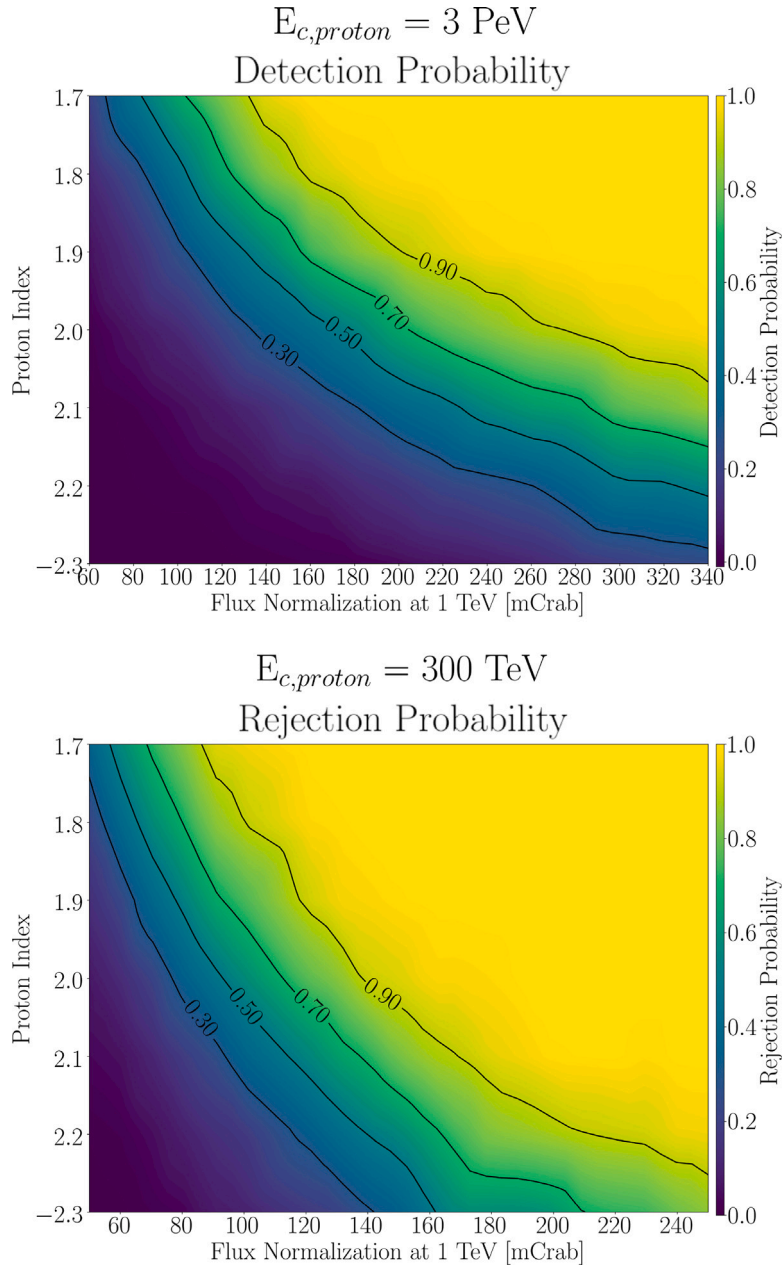 E_{c,proton} = 3 PeV
Detection Probability
1.7
1.8
1.9
2.0
2.1
2.2
−2.3
Proton Index
0.90
0.70
0.50
0.30
60 80 100 120 140 160 180 200 220 240 260 280 300 320 340
Flux Normalization at 1 TeV [mCrab]
1.0
0.8
0.6
0.4
0.2
0.0
Detection Probability
E_{c,proton} = 300 TeV
Rejection Probability
1.7
1.8
1.9
2.0
2.1
2.2
−2.3
Proton Index
0.90
0.70
0.50
0.30
60 80 100 120 140 160 180 200 220 240
Flux Normalization at 1 TeV [mCrab]
1.0
0.8
0.6
0.4
0.2
0.0
Rejection Probability